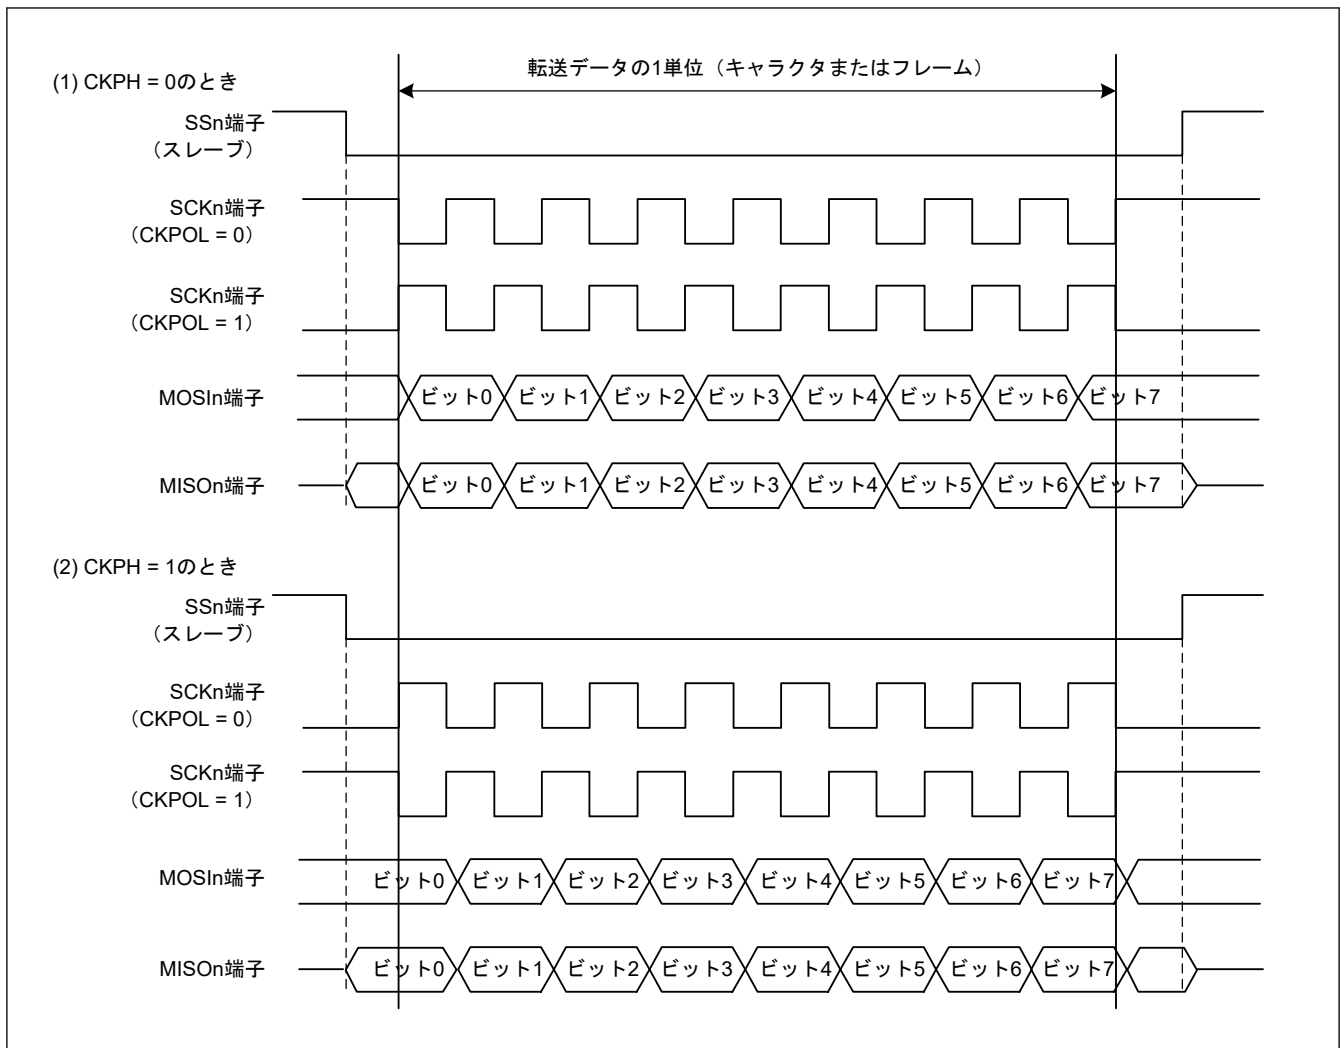 転送データの1単位（キャラクタまたはフレーム）
(1) CKPH = 0のとき
SSn端子
（スレーブ）
SCKn端子
（CKPOL = 0）
SCKn端子
（CKPOL = 1）
MOSIn端子
ビット0 ビット1 ビット2 ビット3 ビット4 ビット5 ビット6 ビット7
MISOn端子
ビット0 ビット1 ビット2 ビット3 ビット4 ビット5 ビット6 ビット7
(2) CKPH = 1のとき
SSn端子
（スレーブ）
SCKn端子
（CKPOL = 0）
SCKn端子
（CKPOL = 1）
MOSIn端子
ビット0 ビット1 ビット2 ビット3 ビット4 ビット5 ビット6 ビット7
MISOn端子
ビット0 ビット1 ビット2 ビット3 ビット4 ビット5 ビット6 ビット7